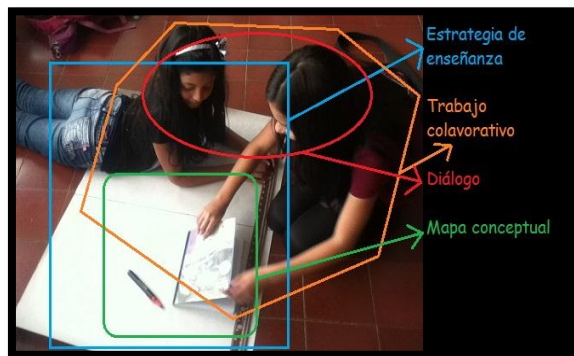 Estrategia de
enseñanza
Trabajo
colavorativo
Diálogo
Mapa conceptual